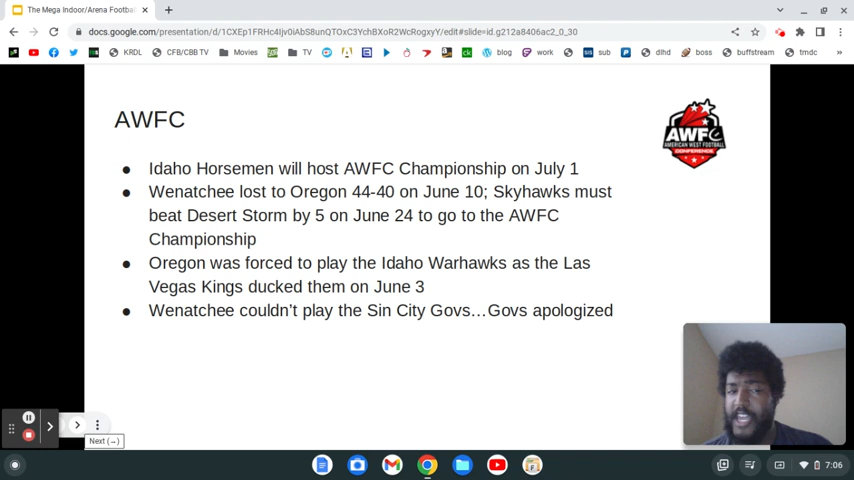 The Mega Indoor/Arena Footba
docs.google.com/presentation/d/1CXEp1FRHc4Ijv0iAbS8unQTOxC3YchBXoR2WcRogxyY/edit#slide=id.g212a8406ac2_0_30
KRDL CFB/CBB TV Movies TV blog work sub dlhd boss buffstream tmdc »
AWFC
AWFC
AMERICAN WEST FOOTBALL
CONFERENCE
● Idaho Horsemen will host AWFC Championship on July 1
● Wenatchee lost to Oregon 44-40 on June 10; Skyhawks must
beat Desert Storm by 5 on June 24 to go to the AWFC
Championship
● Oregon was forced to play the Idaho Warhawks as the Las
Vegas Kings ducked them on June 3
● Wenatchee couldn't play the Sin City Govs…Govs apologized
Next (→)
7:06